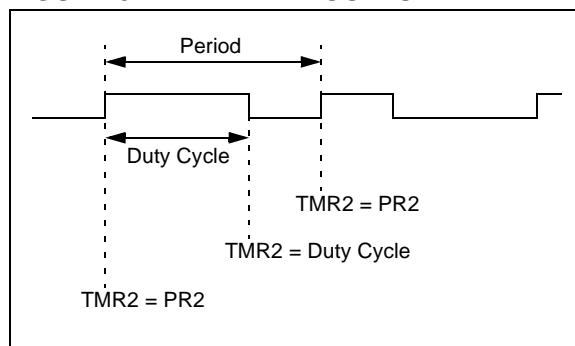 Period
Duty Cycle
TMR2 = PR2
TMR2 = Duty Cycle
TMR2 = PR2